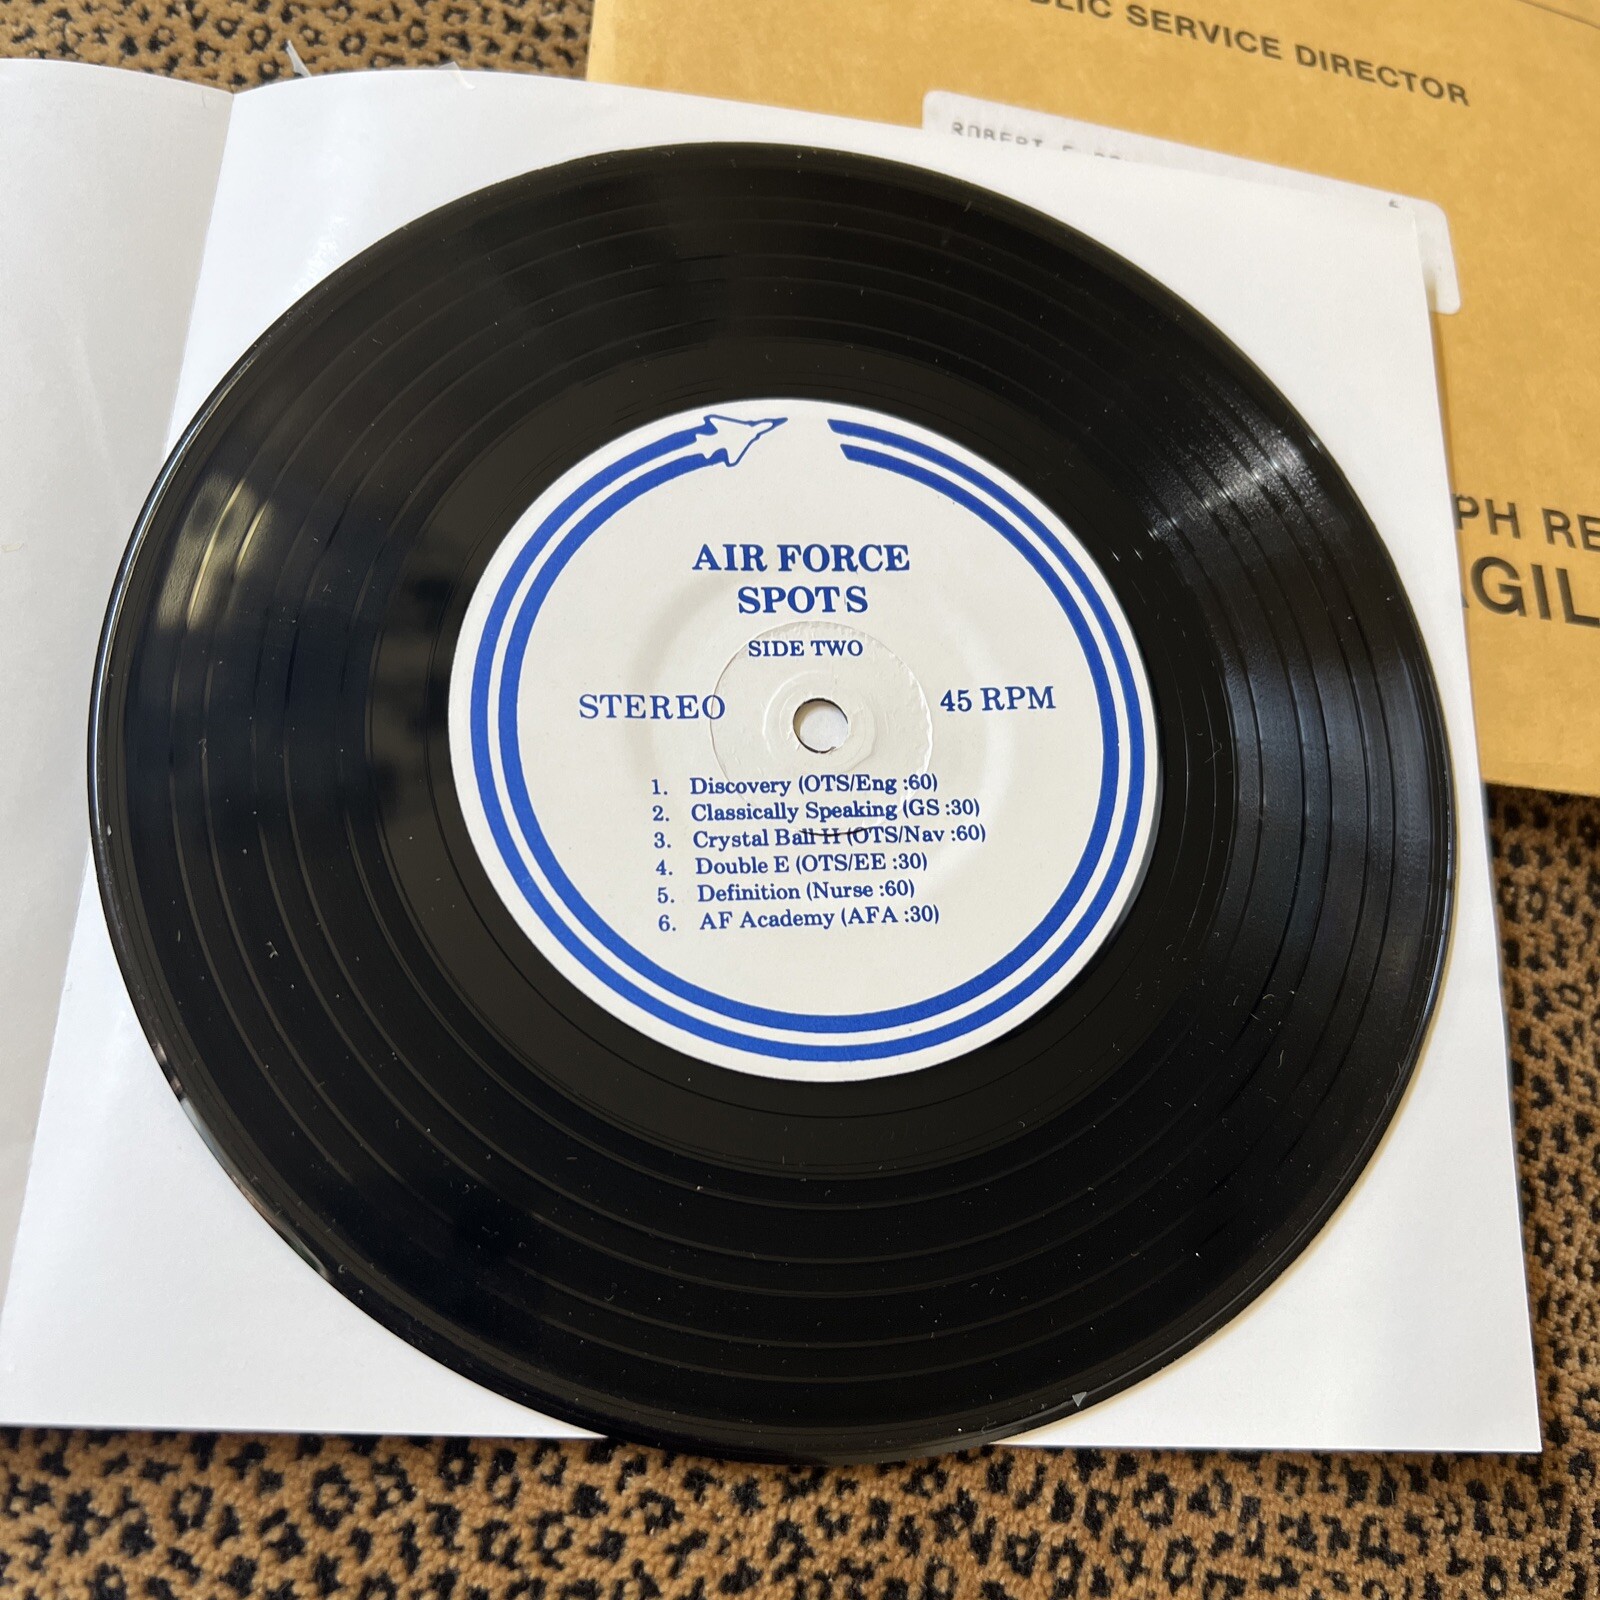 SERVICE DIRECTOR
ROBERT
AIR FORCE
SPOTS
SIDE TWO
STEREO 45 RPM
1. Discovery (OTS/Eng :60)
2. Classically Speaking (GS :30)
3. Crystal Ball H (OTS/Nav :60)
4. Double E (OTS/EE :30)
5. Definition (Nurse :60)
6. AF Academy (AFA :30)